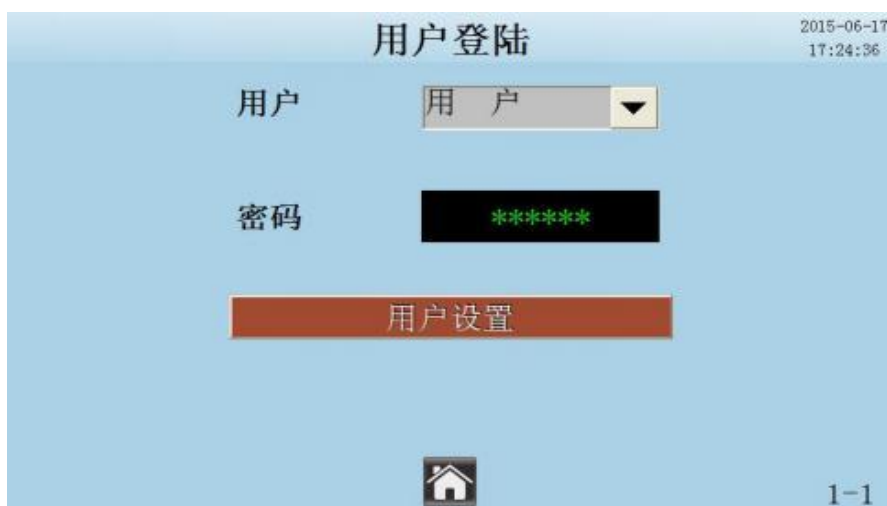 用户登陆
2015-06-17
17:24:36
用户 用 户
密码 ******
用户设置
1-1